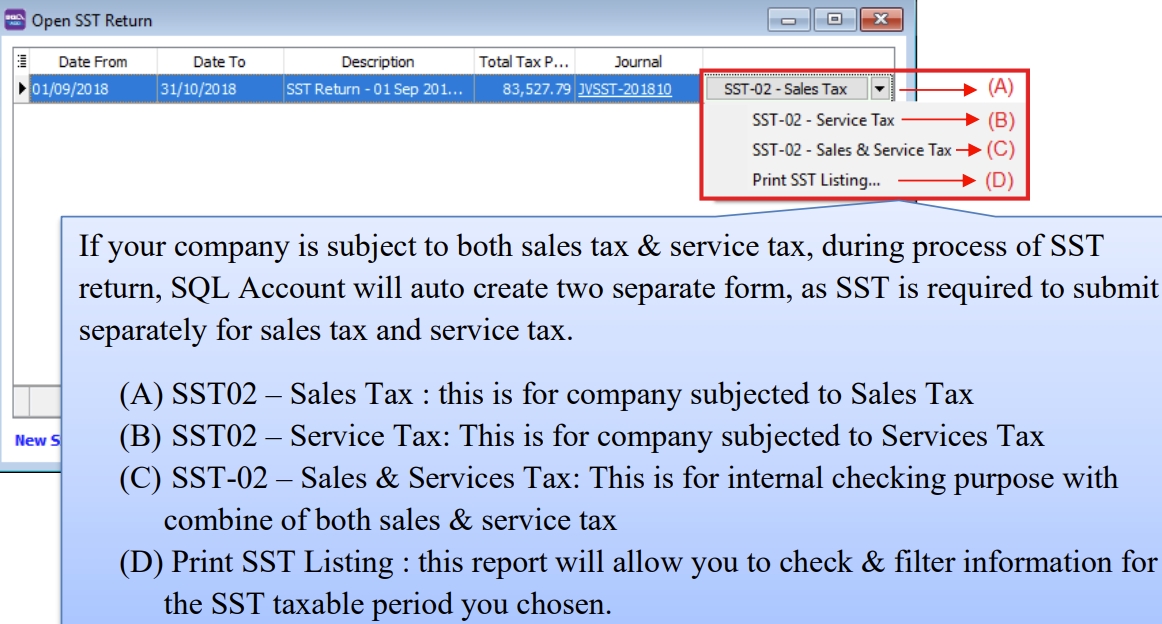 Open SST Return
Date From Date To Description Total Tax P... Journal
01/09/2018 31/10/2018 SST Return - 01 Sep 201... 83,527.79 JVSST-201810 SST-02 - Sales Tax (A)
SST-02 - Service Tax (B)
SST-02 - Sales & Service Tax (C)
Print SST Listing... (D)
If your company is subject to both sales tax & service tax, during process of SST
return, SQL Account will auto create two separate form, as SST is required to submit
separately for sales tax and service tax.
(A) SST02 – Sales Tax : this is for company subjected to Sales Tax
(B) SST02 – Service Tax: This is for company subjected to Services Tax
(C) SST-02 – Sales & Services Tax: This is for internal checking purpose with
combine of both sales & service tax
(D) Print SST Listing : this report will allow you to check & filter information for
the SST taxable period you chosen.
New S